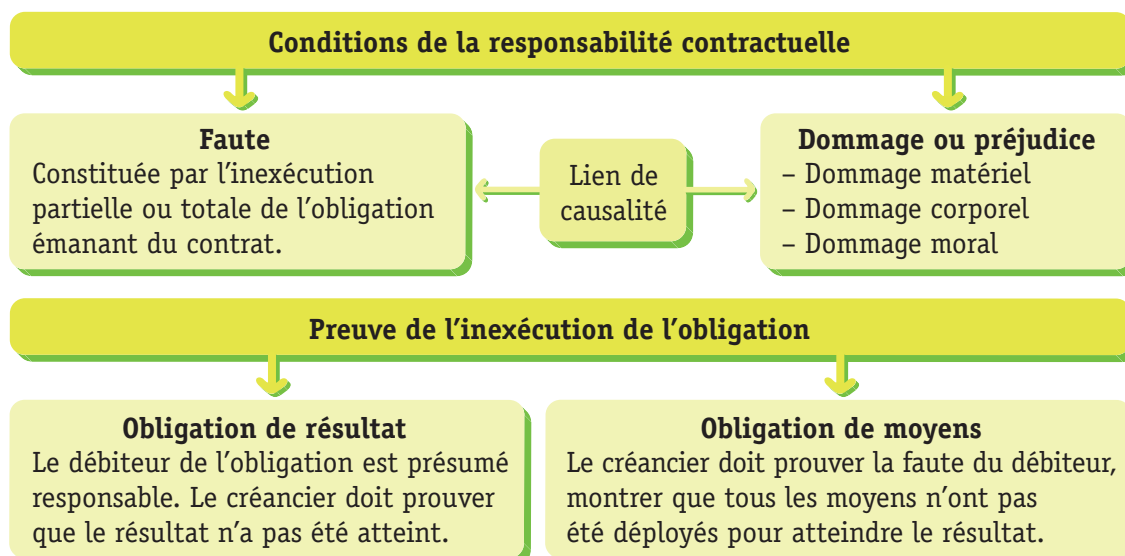 Conditions de la responsabilité contractuelle
Faute
Constituée par l'inexécution
partielle ou totale de l'obligation
émanant du contrat.
Lien de
causalité
Dommage ou préjudice
– Dommage matériel
– Dommage corporel
– Dommage moral
Preuve de l'inexécution de l'obligation
Obligation de résultat
Le débiteur de l'obligation est présumé
responsable. Le créancier doit prouver
que le résultat n'a pas été atteint.
Obligation de moyens
Le créancier doit prouver la faute du débiteur,
montrer que tous les moyens n'ont pas
été déployés pour atteindre le résultat.